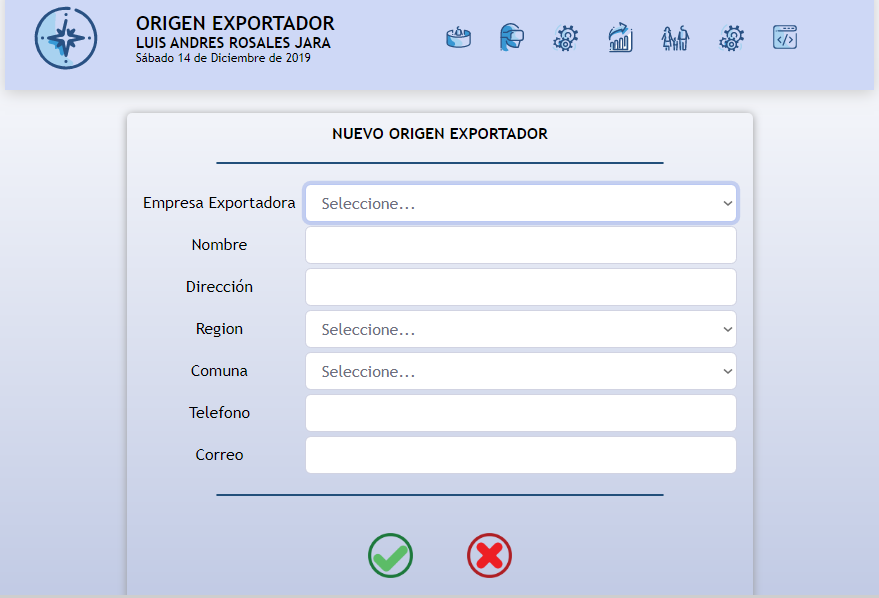 ORIGEN EXPORTADOR
LUIS ANDRES ROSALES JARA
Sábado 14 de Diciembre de 2019
NUEVO ORIGEN EXPORTADOR
Empresa Exportadora Seleccione...
Nombre
Dirección
Region Seleccione...
Comuna Seleccione...
Telefono
Correo